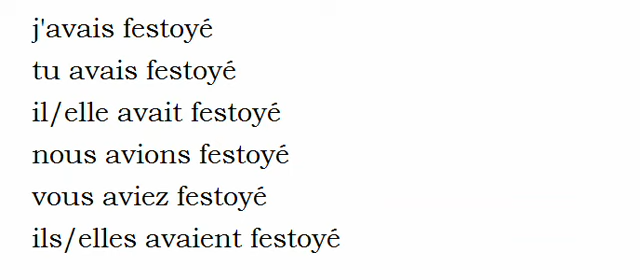 j'avais festoyé
tu avais festoyé
il/elle avait festoyé
nous avions festoyé
vous aviez festoyé
ils/elles avaient festoyé